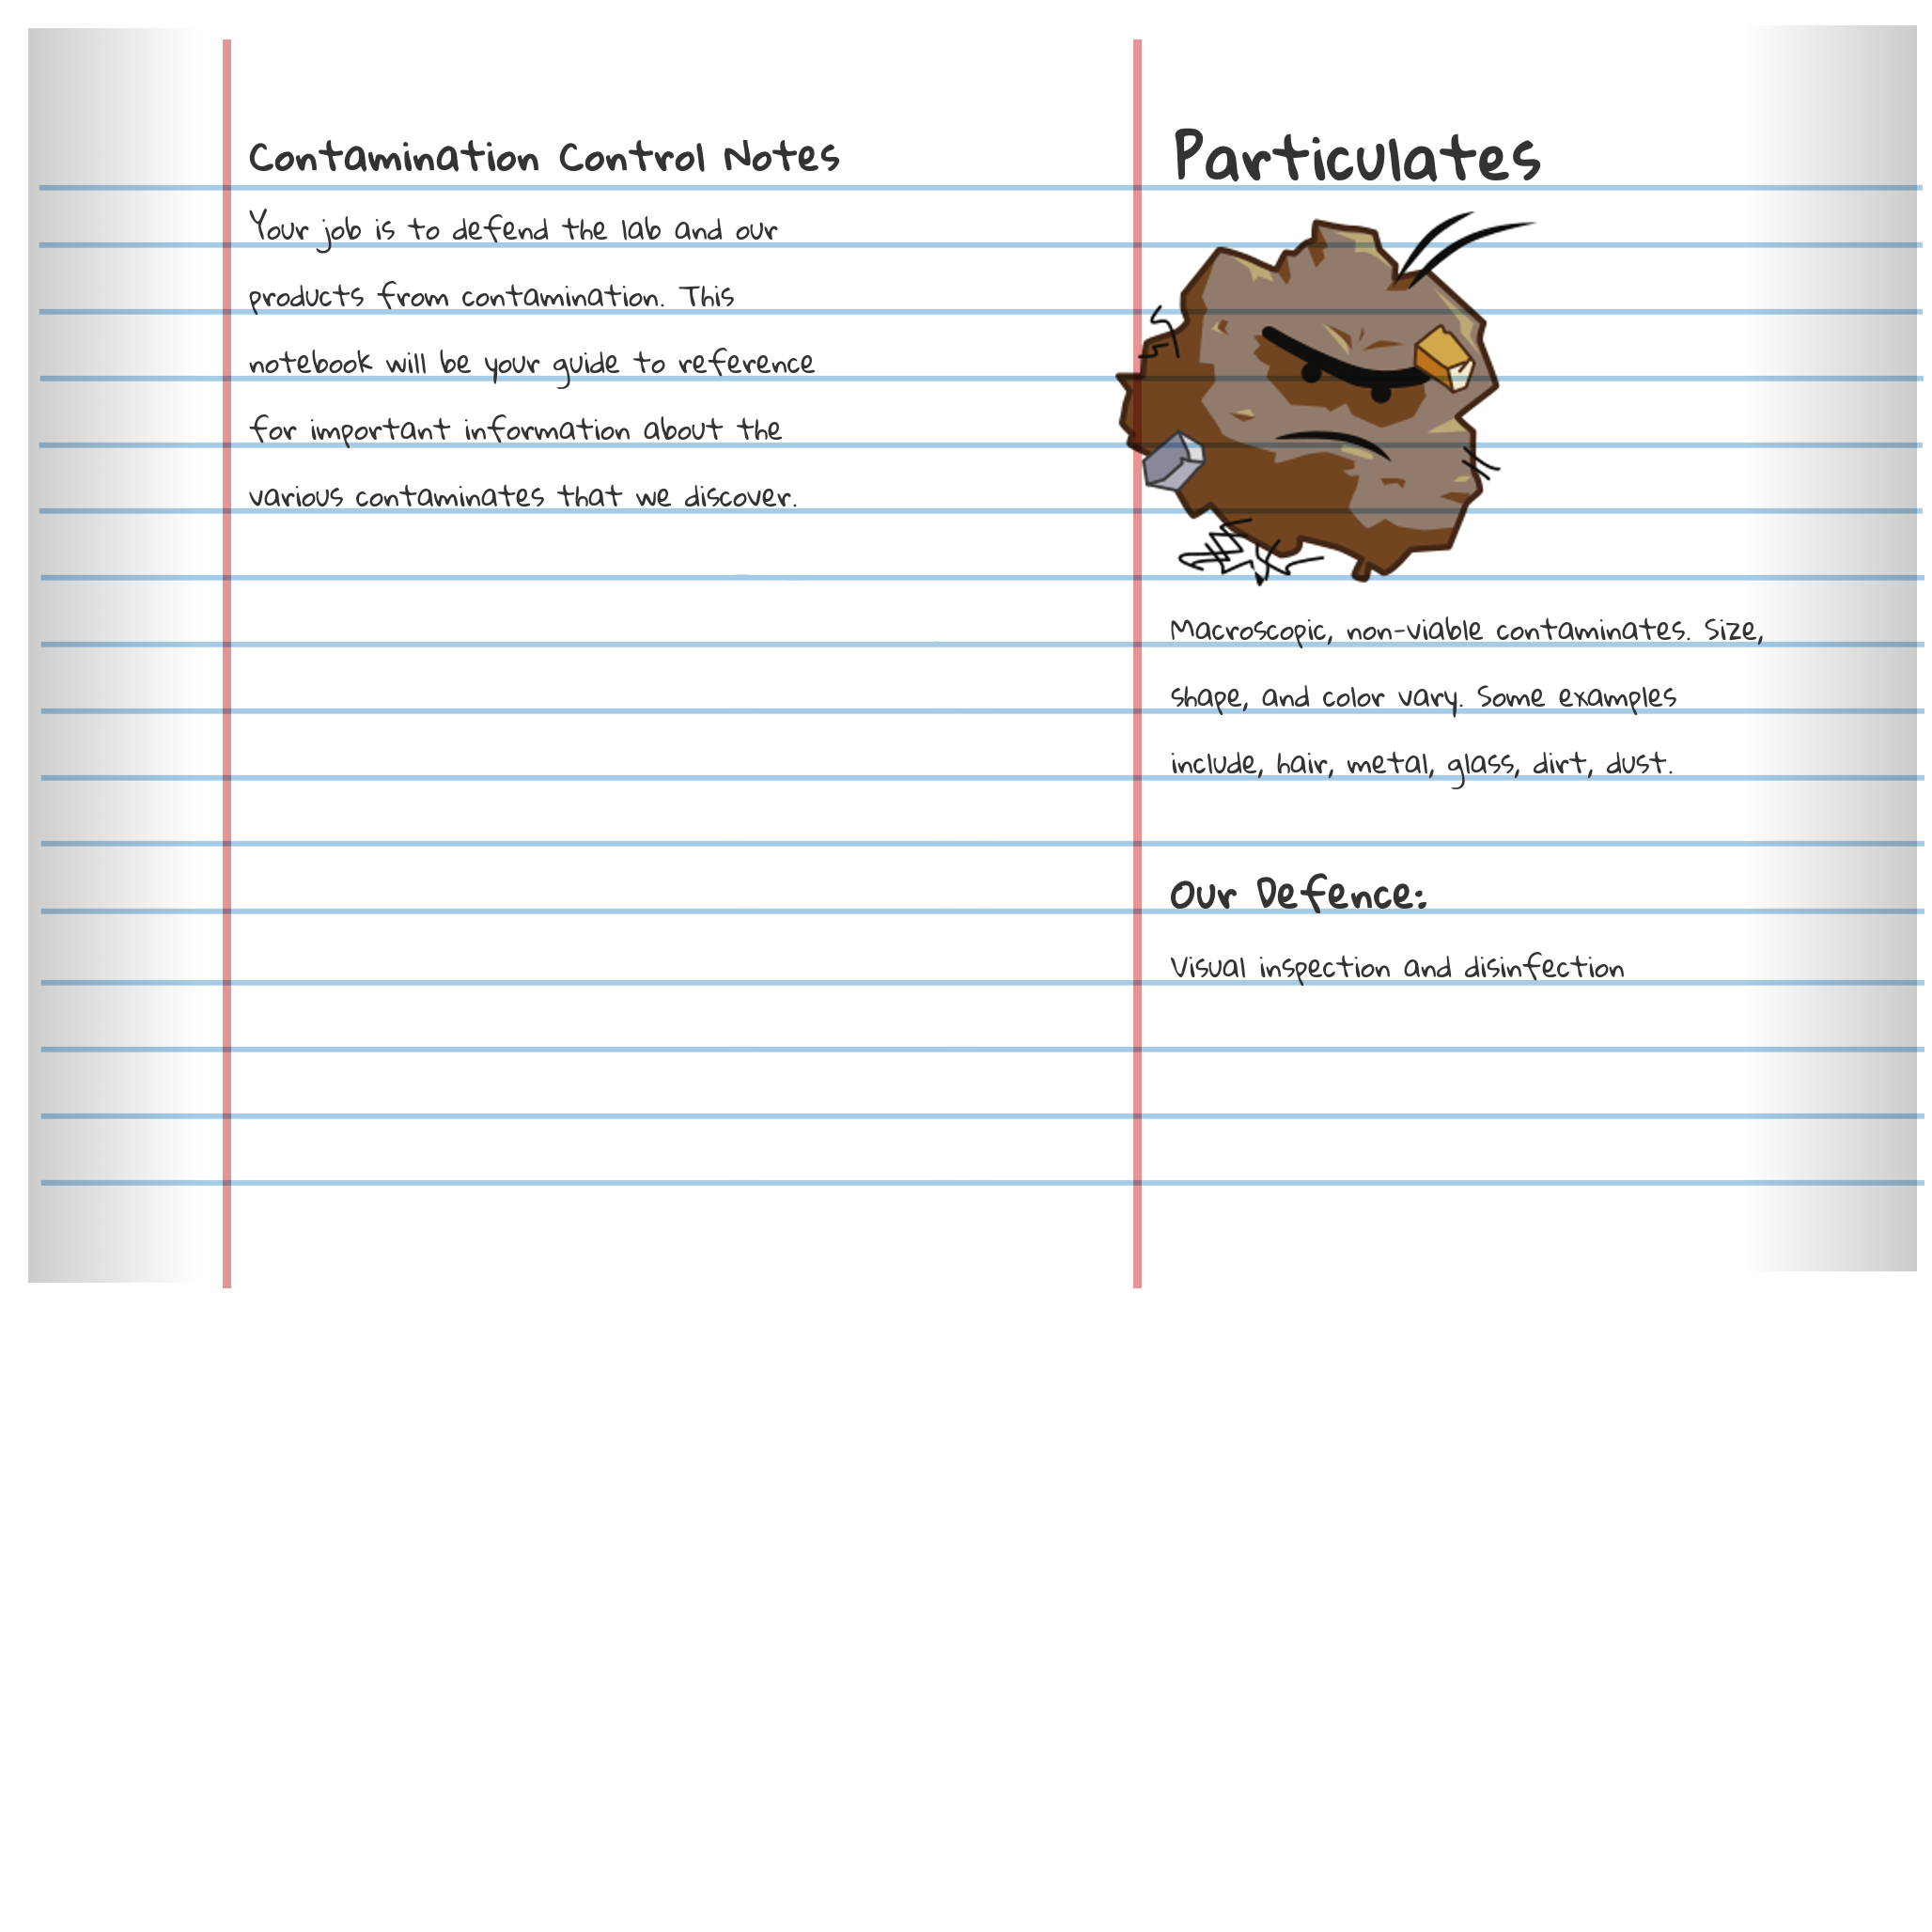 Contamination Control Notes
Your job is to defend the lab and our
products from contamination. This
notebook will be your guide to reference
for important information about the
various contaminates that we discover.
Particulates
Macroscopic, non-viable contaminates. Size,
shape, and color vary. Some examples
include, hair, metal, glass, dirt, dust.
Our Defence:
Visual inspection and disinfection